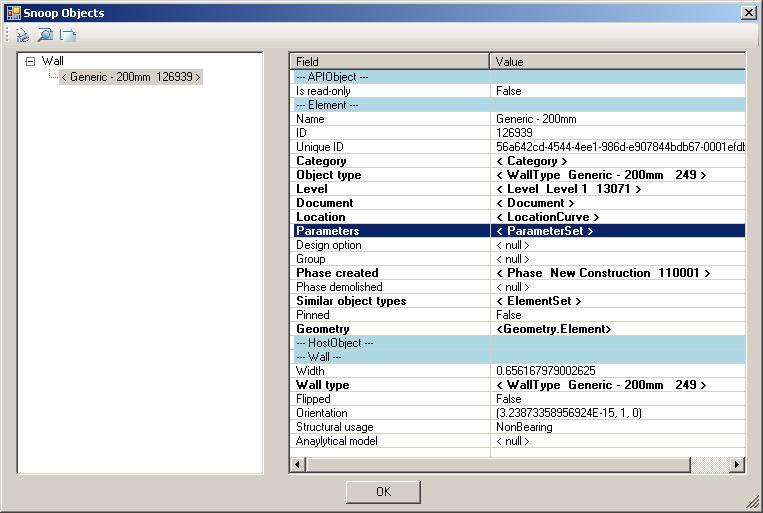 Snoop Objects
Wall
< Generic - 200mm  126939 >
Field Value
--- APIObject ---
Is read-only False
--- Element ---
Name Generic - 200mm
ID 126939
Unique ID 56a642cd-4544-4ee1-986d-e907844bdb67-0001efdb
Category < Category >
Object type < WallType  Generic - 200mm   249 >
Level < Level  Level 1  13071 >
Document < Document >
Location < LocationCurve >
Parameters < ParameterSet >
Design option < null >
Group < null >
Phase created < Phase  New Construction  110001 >
Phase demolished < null >
Similar object types < ElementSet >
Pinned False
Geometry <Geometry.Element>
--- HostObject ---
--- Wall ---
Width 0.656167979002625
Wall type < WallType  Generic - 200mm   249 >
Flipped False
Orientation (3.23873358956924E-15, 1, 0)
Structural usage NonBearing
Anaylytical model < null >
OK